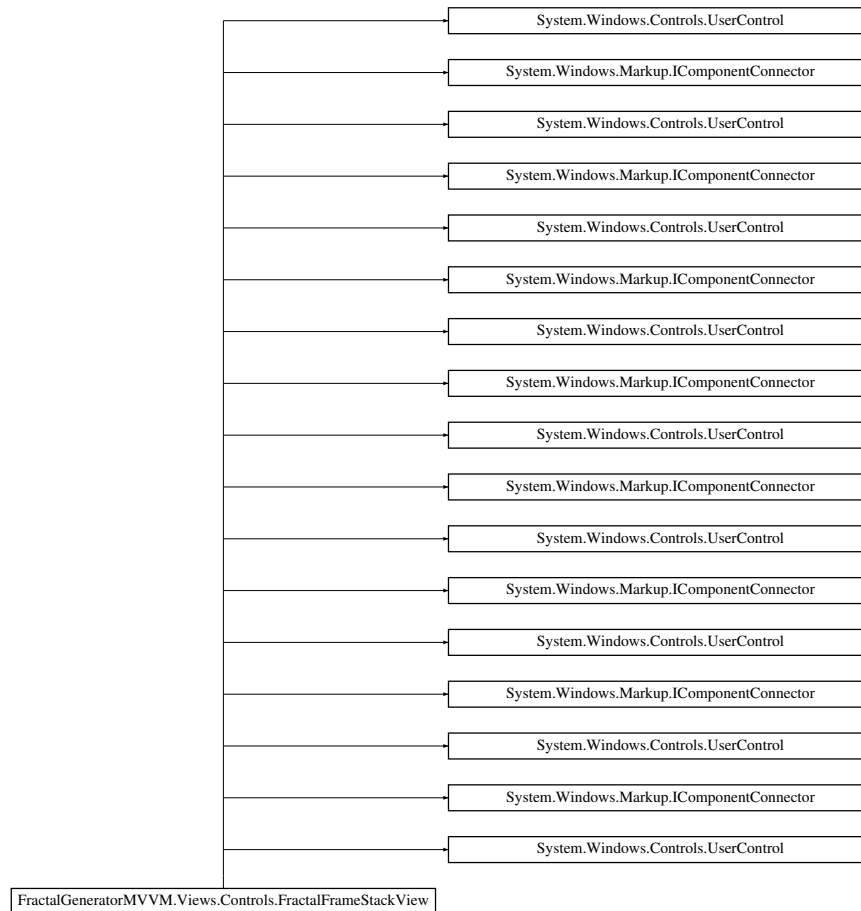 System.Windows.Controls.UserControl
System.Windows.Markup.IComponentConnector
System.Windows.Controls.UserControl
System.Windows.Markup.IComponentConnector
System.Windows.Controls.UserControl
System.Windows.Markup.IComponentConnector
System.Windows.Controls.UserControl
System.Windows.Markup.IComponentConnector
System.Windows.Controls.UserControl
System.Windows.Markup.IComponentConnector
System.Windows.Controls.UserControl
System.Windows.Markup.IComponentConnector
System.Windows.Controls.UserControl
System.Windows.Markup.IComponentConnector
System.Windows.Controls.UserControl
System.Windows.Markup.IComponentConnector
System.Windows.Controls.UserControl
FractalGeneratorMVVM.Views.Controls.FractalFrameStackView